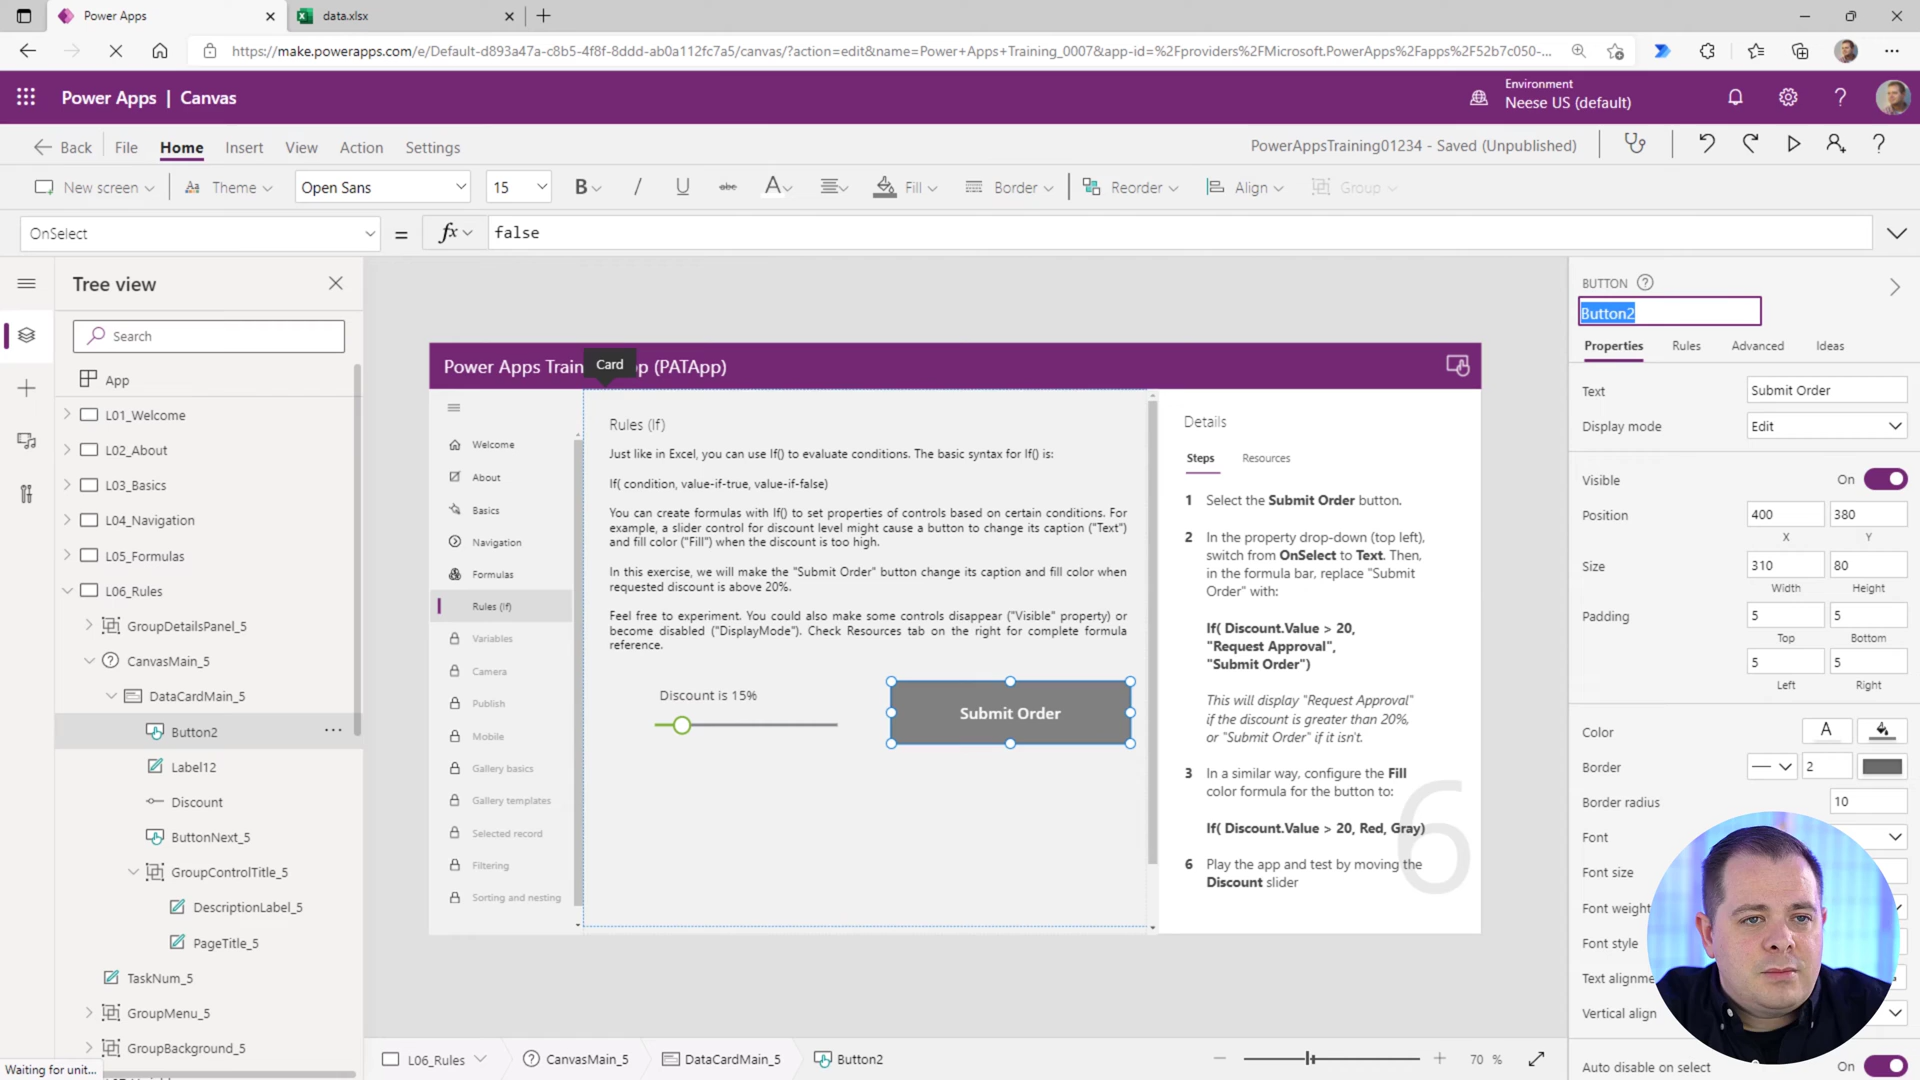 Power Apps
data.xlsx
https://make.powerapps.com/e/Default-d893a47a-c8b5-4f8f-8ddd-ab0a112fc7a5/canvas/?action=edit&name=Power+Apps+Training_0007&app-id=%2Fproviders%2FMicrosoft.PowerApps%2Fapps%2F52b7c050-...
Power Apps | Canvas
Environment
Neese US (default)
Back File Home Insert View Action Settings
PowerAppsTraining01234 - Saved (Unpublished)
New screen Theme Open Sans 15 B / U abc A Fill Border Reorder Align Group
OnSelect = fx false
Tree view
Search
App
L01_Welcome
L02_About
L03_Basics
L04_Navigation
L05_Formulas
L06_Rules
GroupDetailsPanel_5
CanvasMain_5
DataCardMain_5
Button2
Label12
Discount
ButtonNext_5
GroupControlTitle_5
DescriptionLabel_5
PageTitle_5
TaskNum_5
GroupMenu_5
GroupBackground_5
Waiting for unit...
Card
(PATApp)
Welcome
About
Basics
Navigation
Formulas
Rules (If)
Variables
Camera
Publish
Mobile
Gallery basics
Gallery templates
Selected record
Filtering
Sorting and nesting
Rules (If)
Just like in Excel, you can use If() to evaluate conditions. The basic syntax for If() is:
If( condition, value-if-true, value-if-false)
You can create formulas with If() to set properties of controls based on certain conditions. For
example, a slider control for discount level might cause a button to change its caption ("Text")
and fill color ("Fill") when the discount is too high.
In this exercise, we will make the "Submit Order" button change its caption and fill color when
requested discount is above 20%.
Feel free to experiment. You could also make some controls disappear ("Visible" property) or
become disabled ("DisplayMode"). Check Resources tab on the right for complete formula
reference.
Discount is 15%
Submit Order
Details
Steps Resources
1 Select the Submit Order button.
2 In the property drop-down (top left),
switch from OnSelect to Text. Then,
in the formula bar, replace "Submit
Order" with:
If( Discount.Value > 20,
"Request Approval",
"Submit Order")
This will display "Request Approval"
if the discount is greater than 20%,
or "Submit Order" if it isn't.
3 In a similar way, configure the Fill
color formula for the button to:
If( Discount.Value > 20, Red, Gray)
6 Play the app and test by moving the
Discount slider
6
BUTTON
Button2
Properties Rules Advanced Ideas
Text Submit Order
Display mode Edit
Visible On
Position 400 380
X Y
Size 310 80
Width Height
Padding 5 5
Top Bottom
5 5
Left Right
Color A
Border 2
Border radius 10
Font
Font size
Font weight
Font style
Vertical align
Auto disable on select On
L06_Rules CanvasMain_5 DataCardMain_5 Button2
70 %